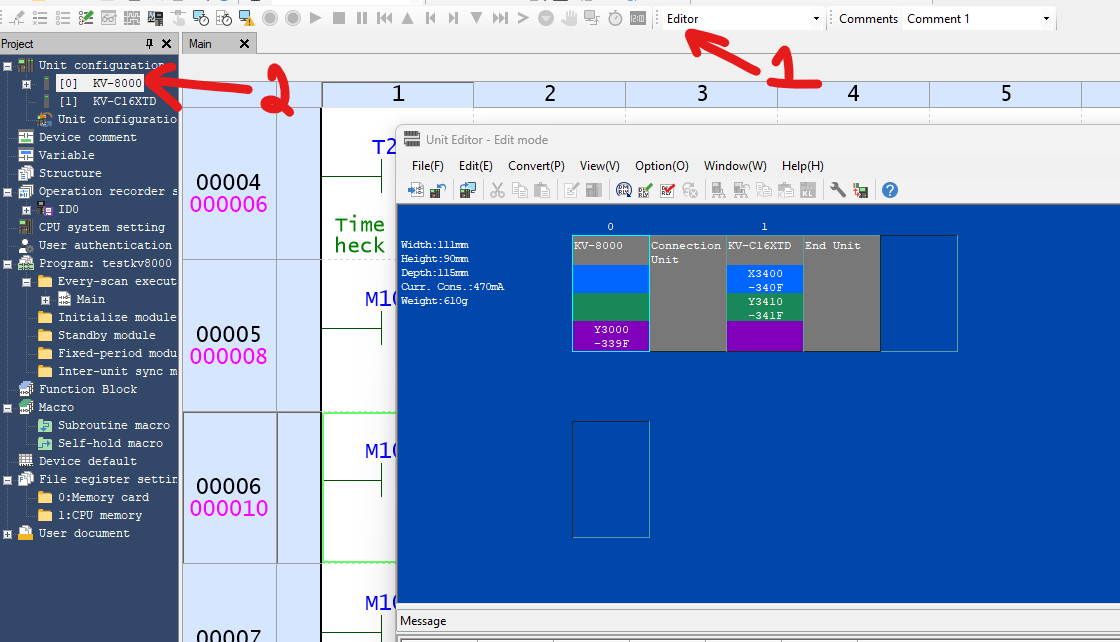 Editor
Comments
Comment 1
1
Project
Main
2
Unit configuration
[0] KV-8000
[1] KV-C16XTD
Unit configuratio
Device comment
Variable
Structure
Operation recorder s
ID0
CPU system setting
User authentication
Program: testkv8000
Every-scan execut
Main
Initialize module
Standby module
Fixed-period modu
Inter-unit sync m
Function Block
Macro
Subroutine macro
Self-hold macro
Device default
File register settin
0:Memory card
1:CPU memory
User document
1 2 3 4 5
00004
000006
T2
Time
heck
00005
000008
M10
00006
000010
M10
00007
M10
Unit Editor - Edit mode
File(F) Edit(E) Convert(P) View(V) Option(O) Window(W) Help(H)
Width:111mm
Height:90mm
Depth:115mm
Curr. Cons.:470mA
Weight:610g
0 1
KV-8000
Y3000
-339F
Connection
Unit
KV-C16XTD
X3400
-340F
Y3410
-341F
End Unit
Message